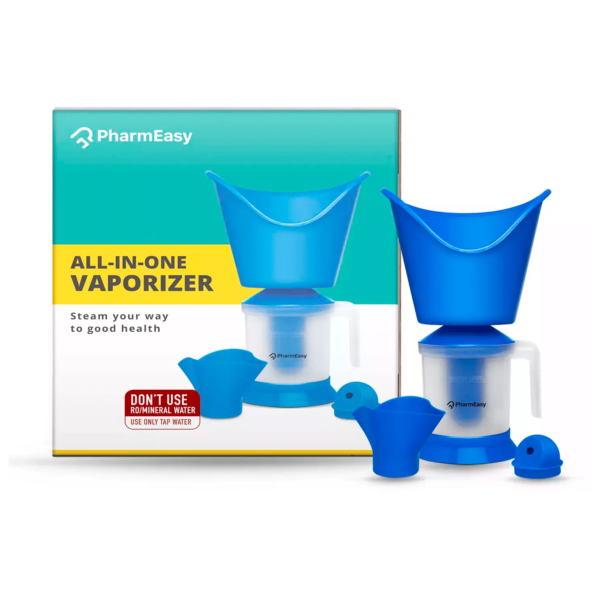 PharmEasy
ALL-IN-ONE
VAPORIZER
Steam your way
to good health
PharmEasy
DON'T USE
RO/MINERAL WATER
USE ONLY TAP WATER
PharmEasy